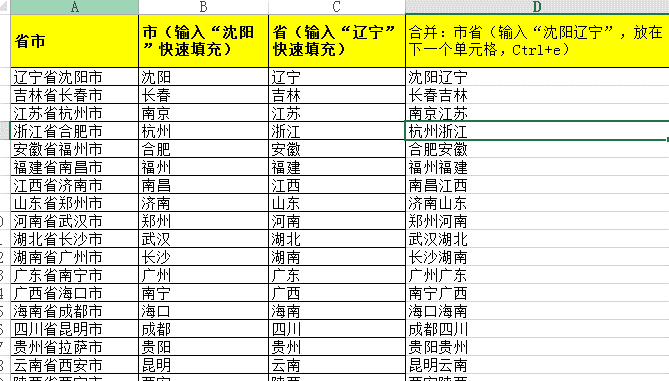 A B C D
省市 市（输入“沈阳”快速填充） 省（输入“辽宁”快速填充） 合并：市省（输入“沈阳辽宁”，放在下一个单元格，Ctrl+e）
辽宁省沈阳市 沈阳 辽宁 沈阳辽宁
吉林省长春市 长春 吉林 长春吉林
江苏省杭州市 南京 江苏 南京江苏
浙江省合肥市 杭州 浙江 杭州浙江
安徽省福州市 合肥 安徽 合肥安徽
福建省南昌市 福州 福建 福州福建
江西省济南市 南昌 江西 南昌江西
山东省郑州市 济南 山东 济南山东
0 河南省武汉市 郑州 河南 郑州河南
1 湖北省长沙市 武汉 湖北 武汉湖北
2 湖南省广州市 长沙 湖南 长沙湖南
3 广东省南宁市 广州 广东 广州广东
4 广西省海口市 南宁 广西 南宁广西
5 海南省成都市 海口 海南 海口海南
6 四川省昆明市 成都 四川 成都四川
7 贵州省拉萨市 贵阳 贵州 贵阳贵州
8 云南省西安市 昆明 云南 昆明云南